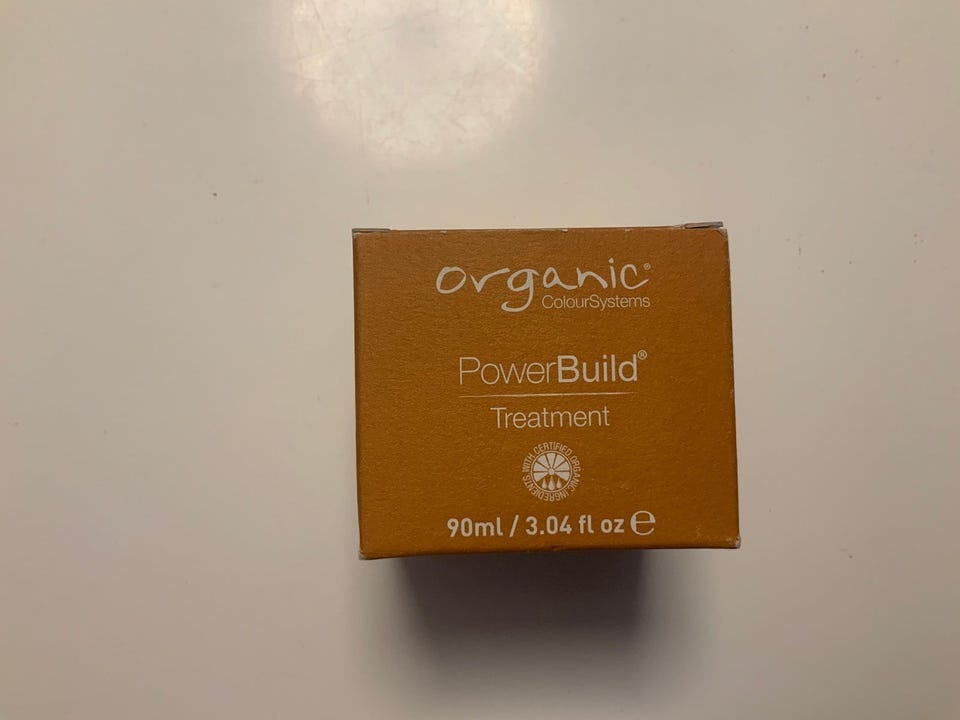 organic®
ColourSystems
PowerBuild®
Treatment
WITH CERTIFIED ORGANIC INGREDIENTS
90ml / 3.04 fl oz ℮